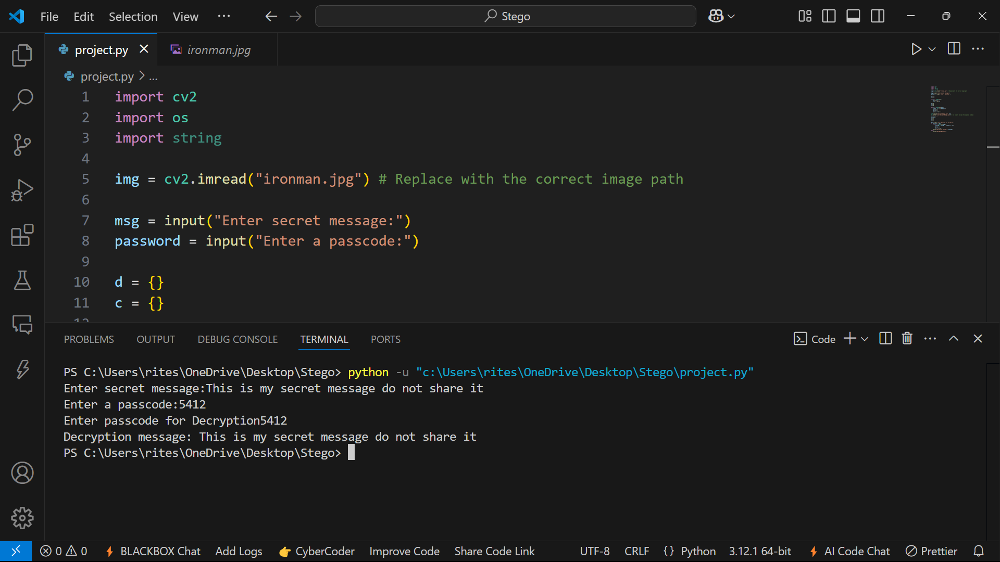 File Edit Selection View ··· Stego
project.py ironman.jpg
project.py > ...
1 import cv2
2 import os
3 import string
4
5 img = cv2.imread("ironman.jpg") # Replace with the correct image path
6
7 msg = input("Enter secret message:")
8 password = input("Enter a passcode:")
9
10 d = {}
11 c = {}
12
PROBLEMS OUTPUT DEBUG CONSOLE TERMINAL PORTS Code
PS C:\Users\rites\OneDrive\Desktop\Stego> python -u "c:\Users\rites\OneDrive\Desktop\Stego\project.py"
Enter secret message:This is my secret message do not share it
Enter a passcode:5412
Enter passcode for Decryption5412
Decryption message: This is my secret message do not share it
PS C:\Users\rites\OneDrive\Desktop\Stego>
0 0 BLACKBOX Chat Add Logs CyberCoder Improve Code Share Code Link UTF-8 CRLF {} Python 3.12.1 64-bit AI Code Chat Prettier